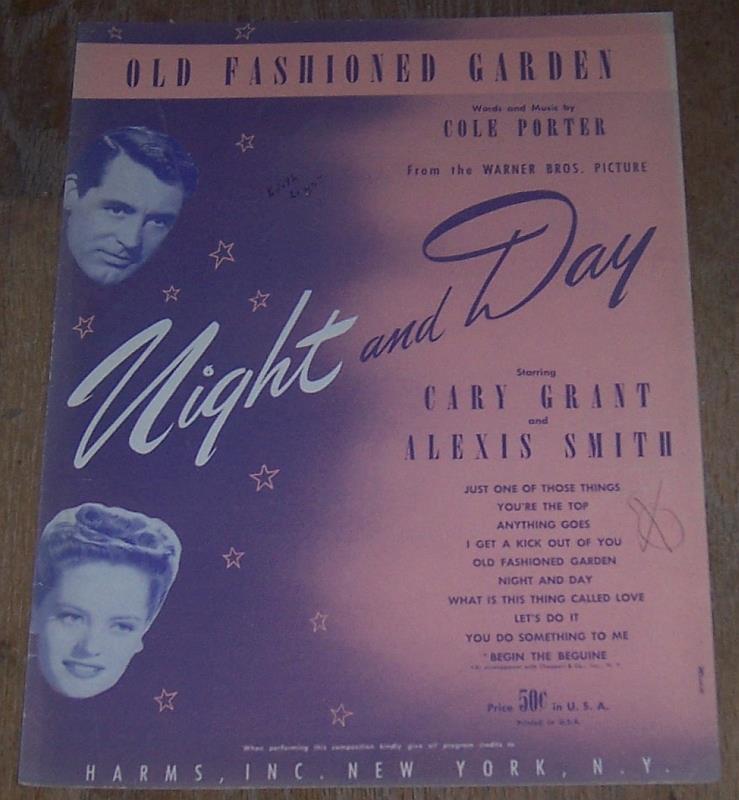 OLD FASHIONED GARDEN
Words and Music by
COLE PORTER
From the WARNER BROS. PICTURE
Night and Day
Starring
CARY GRANT
and
ALEXIS SMITH
JUST ONE OF THOSE THINGS
YOU'RE THE TOP
ANYTHING GOES
I GET A KICK OUT OF YOU
OLD FASHIONED GARDEN
NIGHT AND DAY
WHAT IS THIS THING CALLED LOVE
LET'S DO IT
YOU DO SOMETHING TO ME
*BEGIN THE BEGUINE
Price 50¢ in U. S. A.
Printed in U.S.A.
When performing this composition kindly give all program credits to
HARMS, INC. NEW YORK, N. Y.